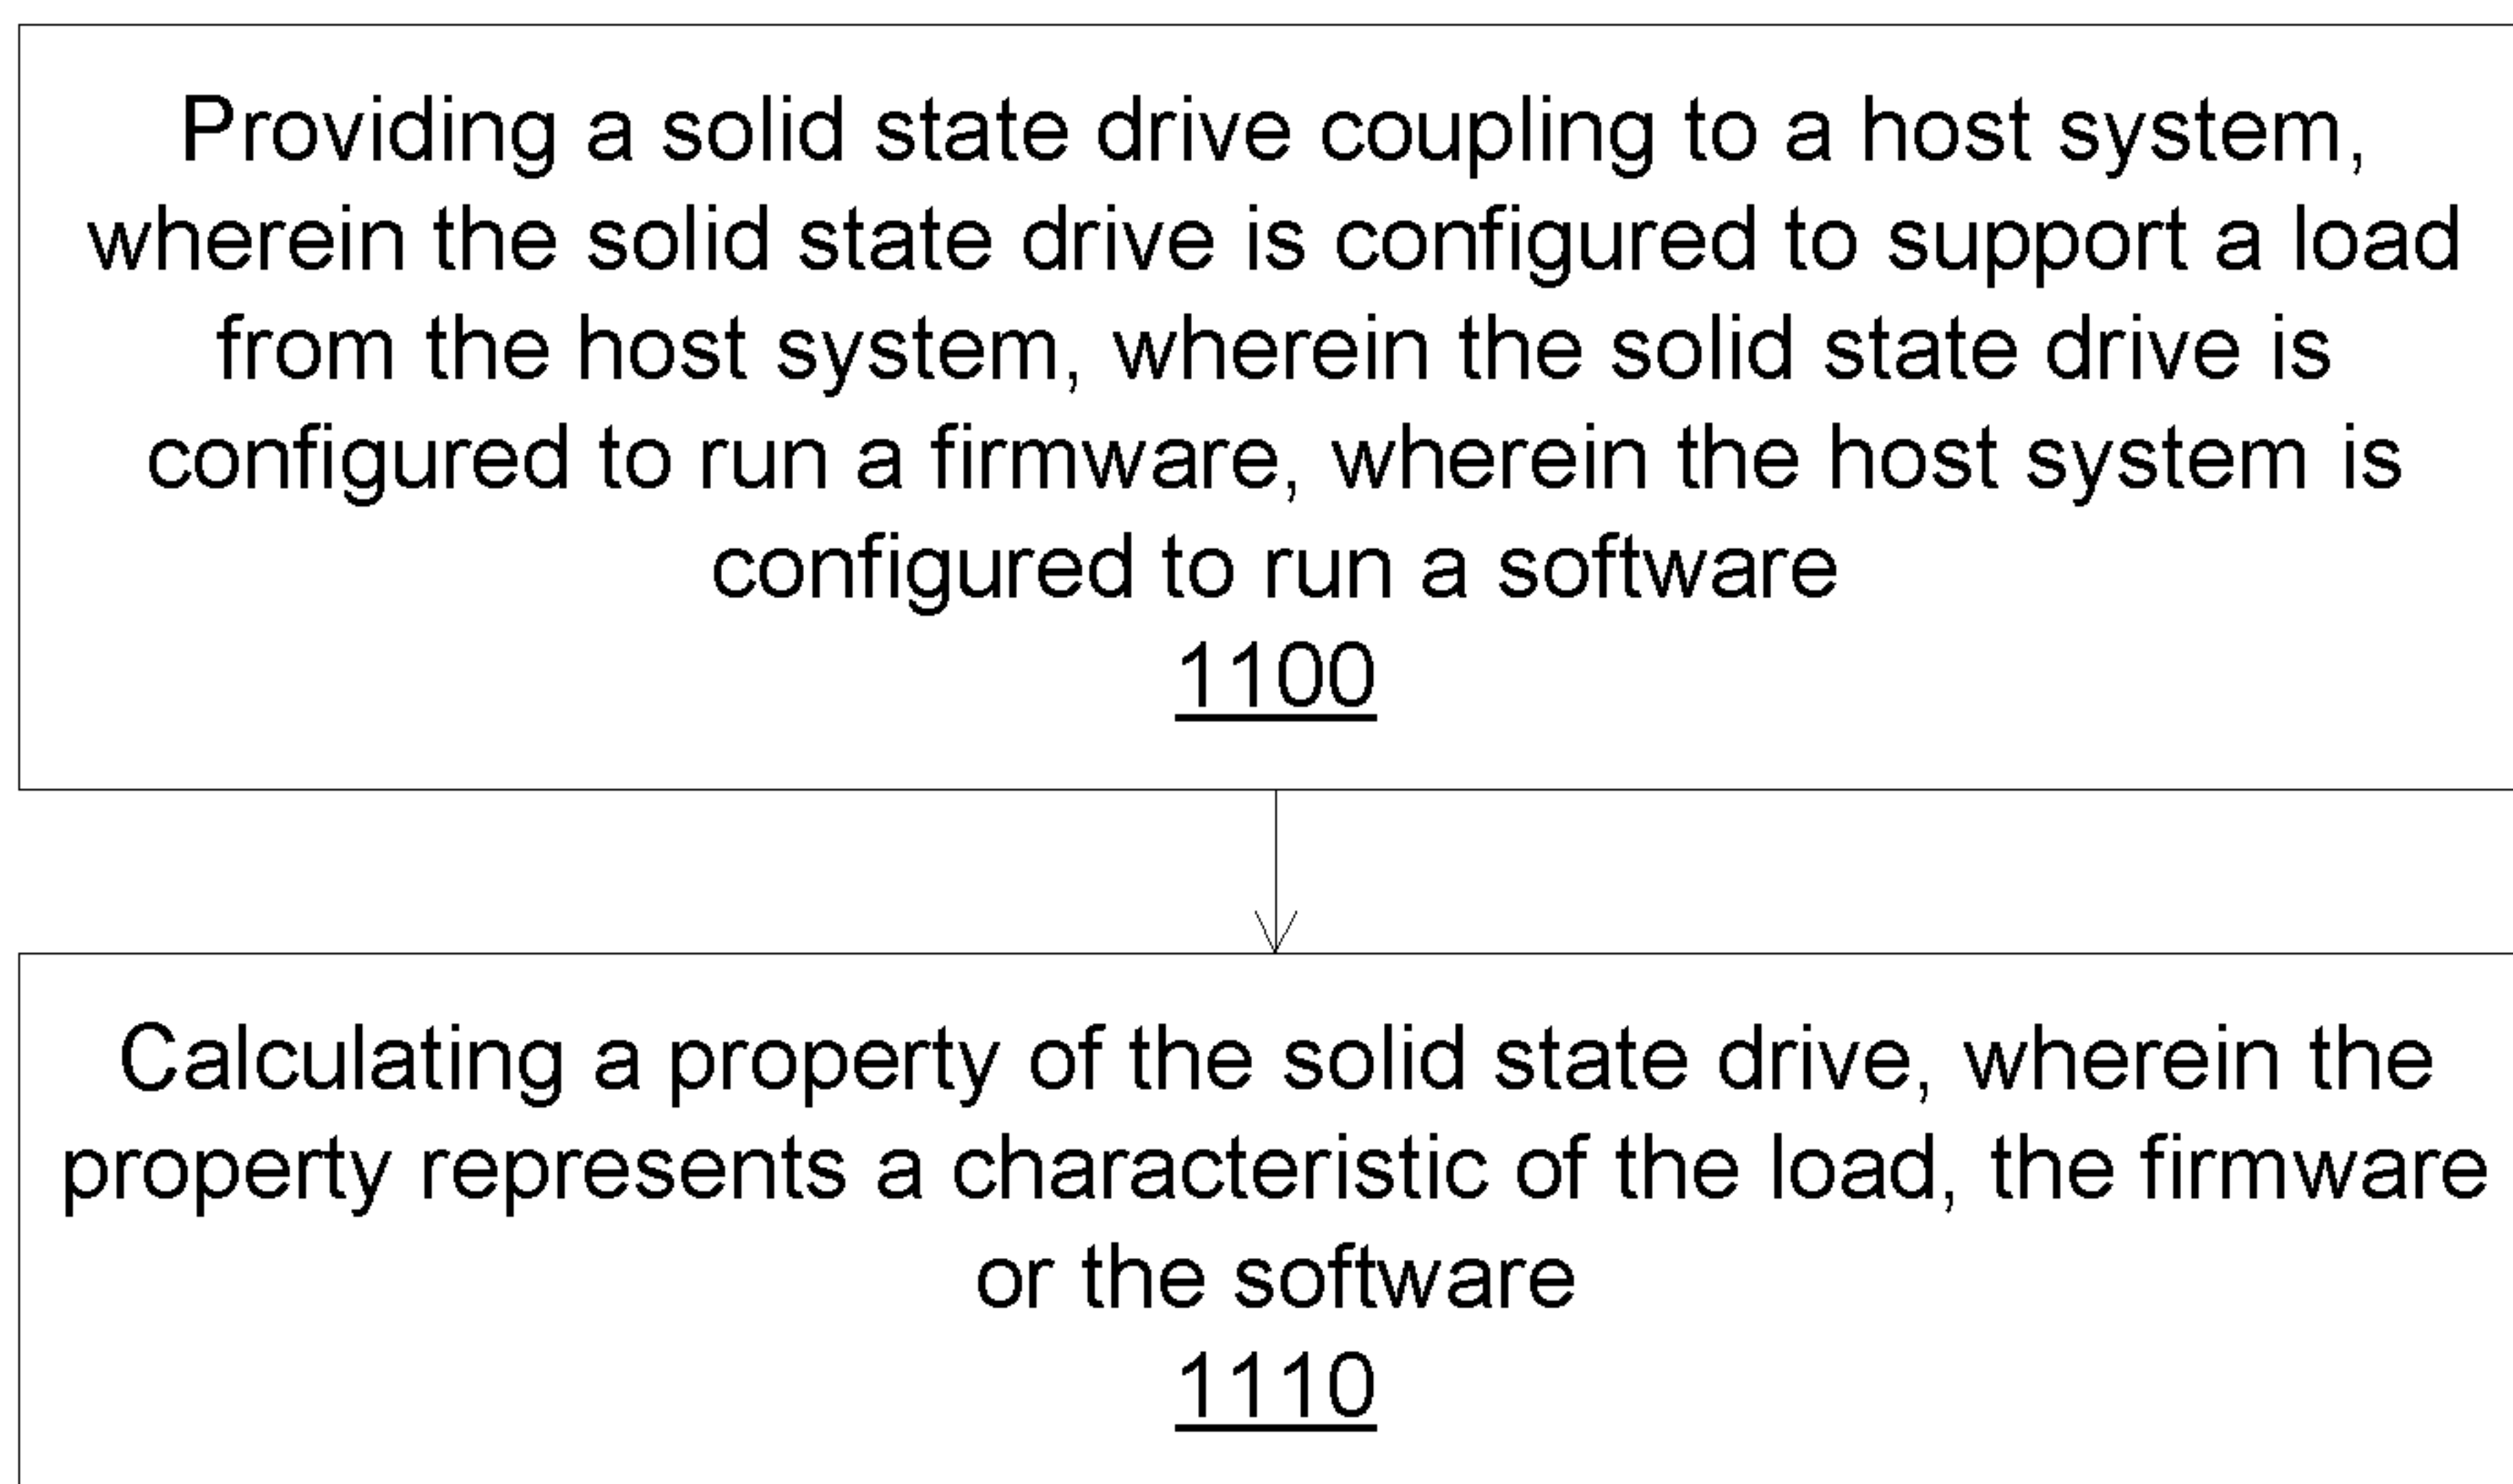 Providing a solid state drive coupling to a host system,
wherein the solid state drive is configured to support a load
from the host system, wherein the solid state drive is
configured to run a firmware, wherein the host system is
configured to run a software
1100
Calculating a property of the solid state drive, wherein the
property represents a characteristic of the load, the firmware
or the software
1110